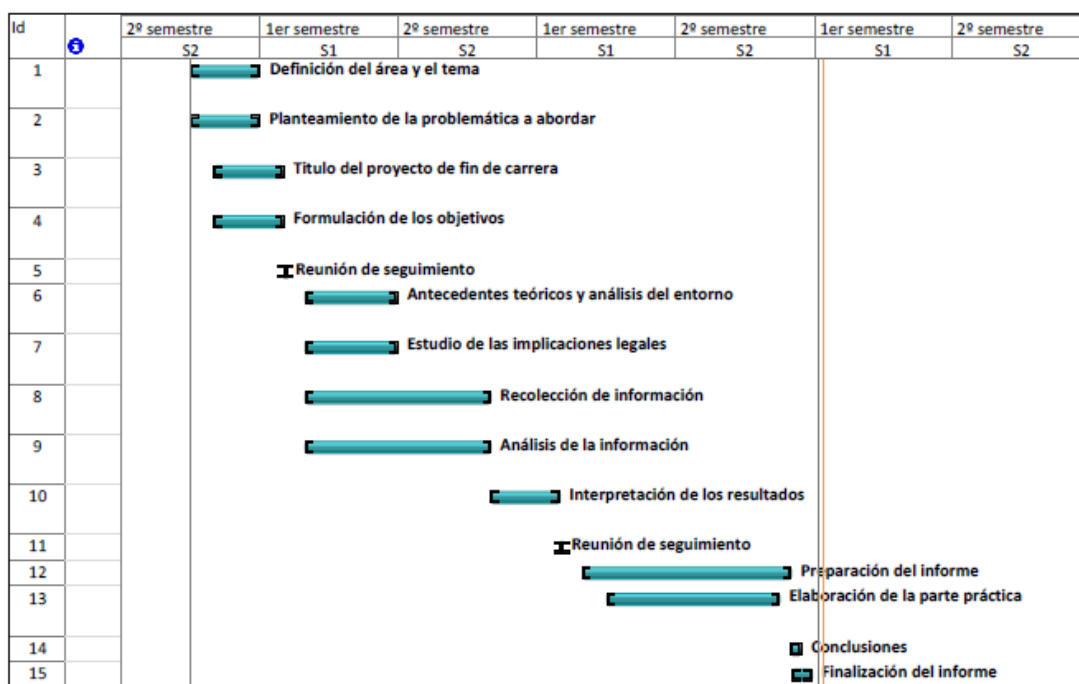 Id 2º semestre 1er semestre 2º semestre 1er semestre 2º semestre 1er semestre 2º semestre
S2 S1 S2 S1 S2 S1 S2
1 Definición del área y el tema
2 Planteamiento de la problemática a abordar
3 Titulo del proyecto de fin de carrera
4 Formulación de los objetivos
5 Reunión de seguimiento
6 Antecedentes teóricos y análisis del entorno
7 Estudio de las implicaciones legales
8 Recolección de información
9 Análisis de la información
10 Interpretación de los resultados
11 Reunión de seguimiento
12 Preparación del informe
13 Elaboración de la parte práctica
14 Conclusiones
15 Finalización del informe